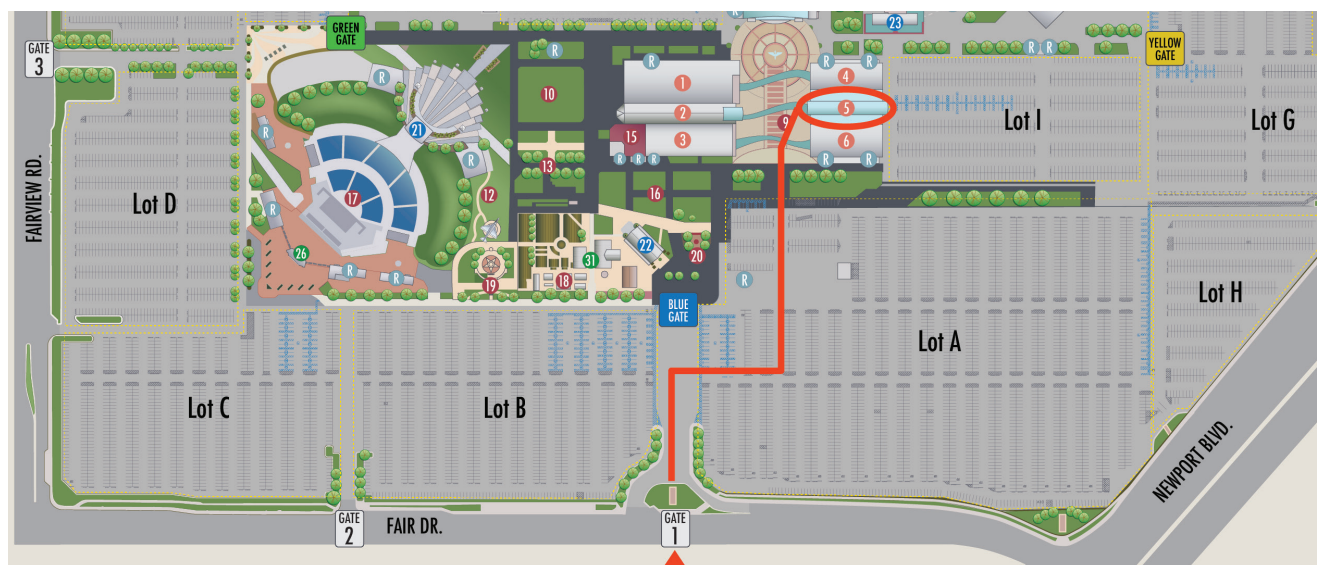 23
GREEN
GATE
GATE
3
R
R
R R
YELLOW
GATE
R
R
R
R
1
4
10
2
5
9
Lot I
Lot G
21
15
3
6
R
R R R
R R
R
13
12
16
FAIRVIEW RD.
Lot D
17
R
22
26
31
20
R
R
R
19
18
BLUE
GATE
Lot H
Lot A
Lot C
Lot B
NEWPORT BLVD.
GATE
2
FAIR DR.
GATE
1